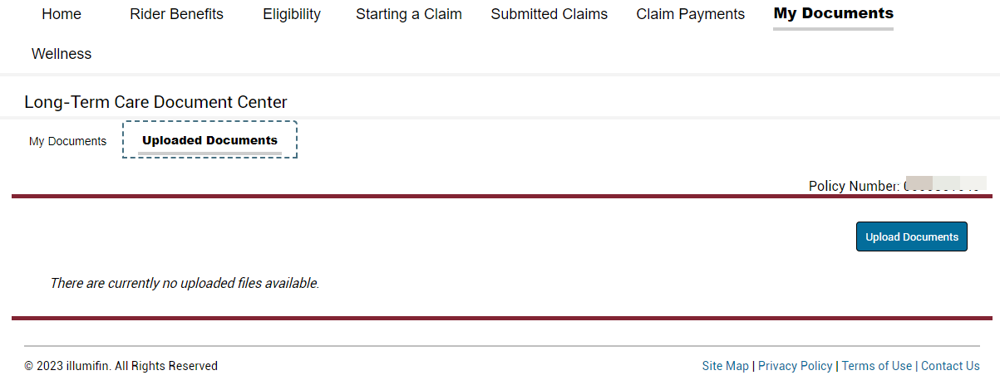 Home Rider Benefits Eligibility Starting a Claim Submitted Claims Claim Payments My Documents
Wellness
Long-Term Care Document Center
My Documents Uploaded Documents
Policy Number:
Upload Documents
There are currently no uploaded files available.
© 2023 illumifin. All Rights Reserved Site Map | Privacy Policy | Terms of Use | Contact Us